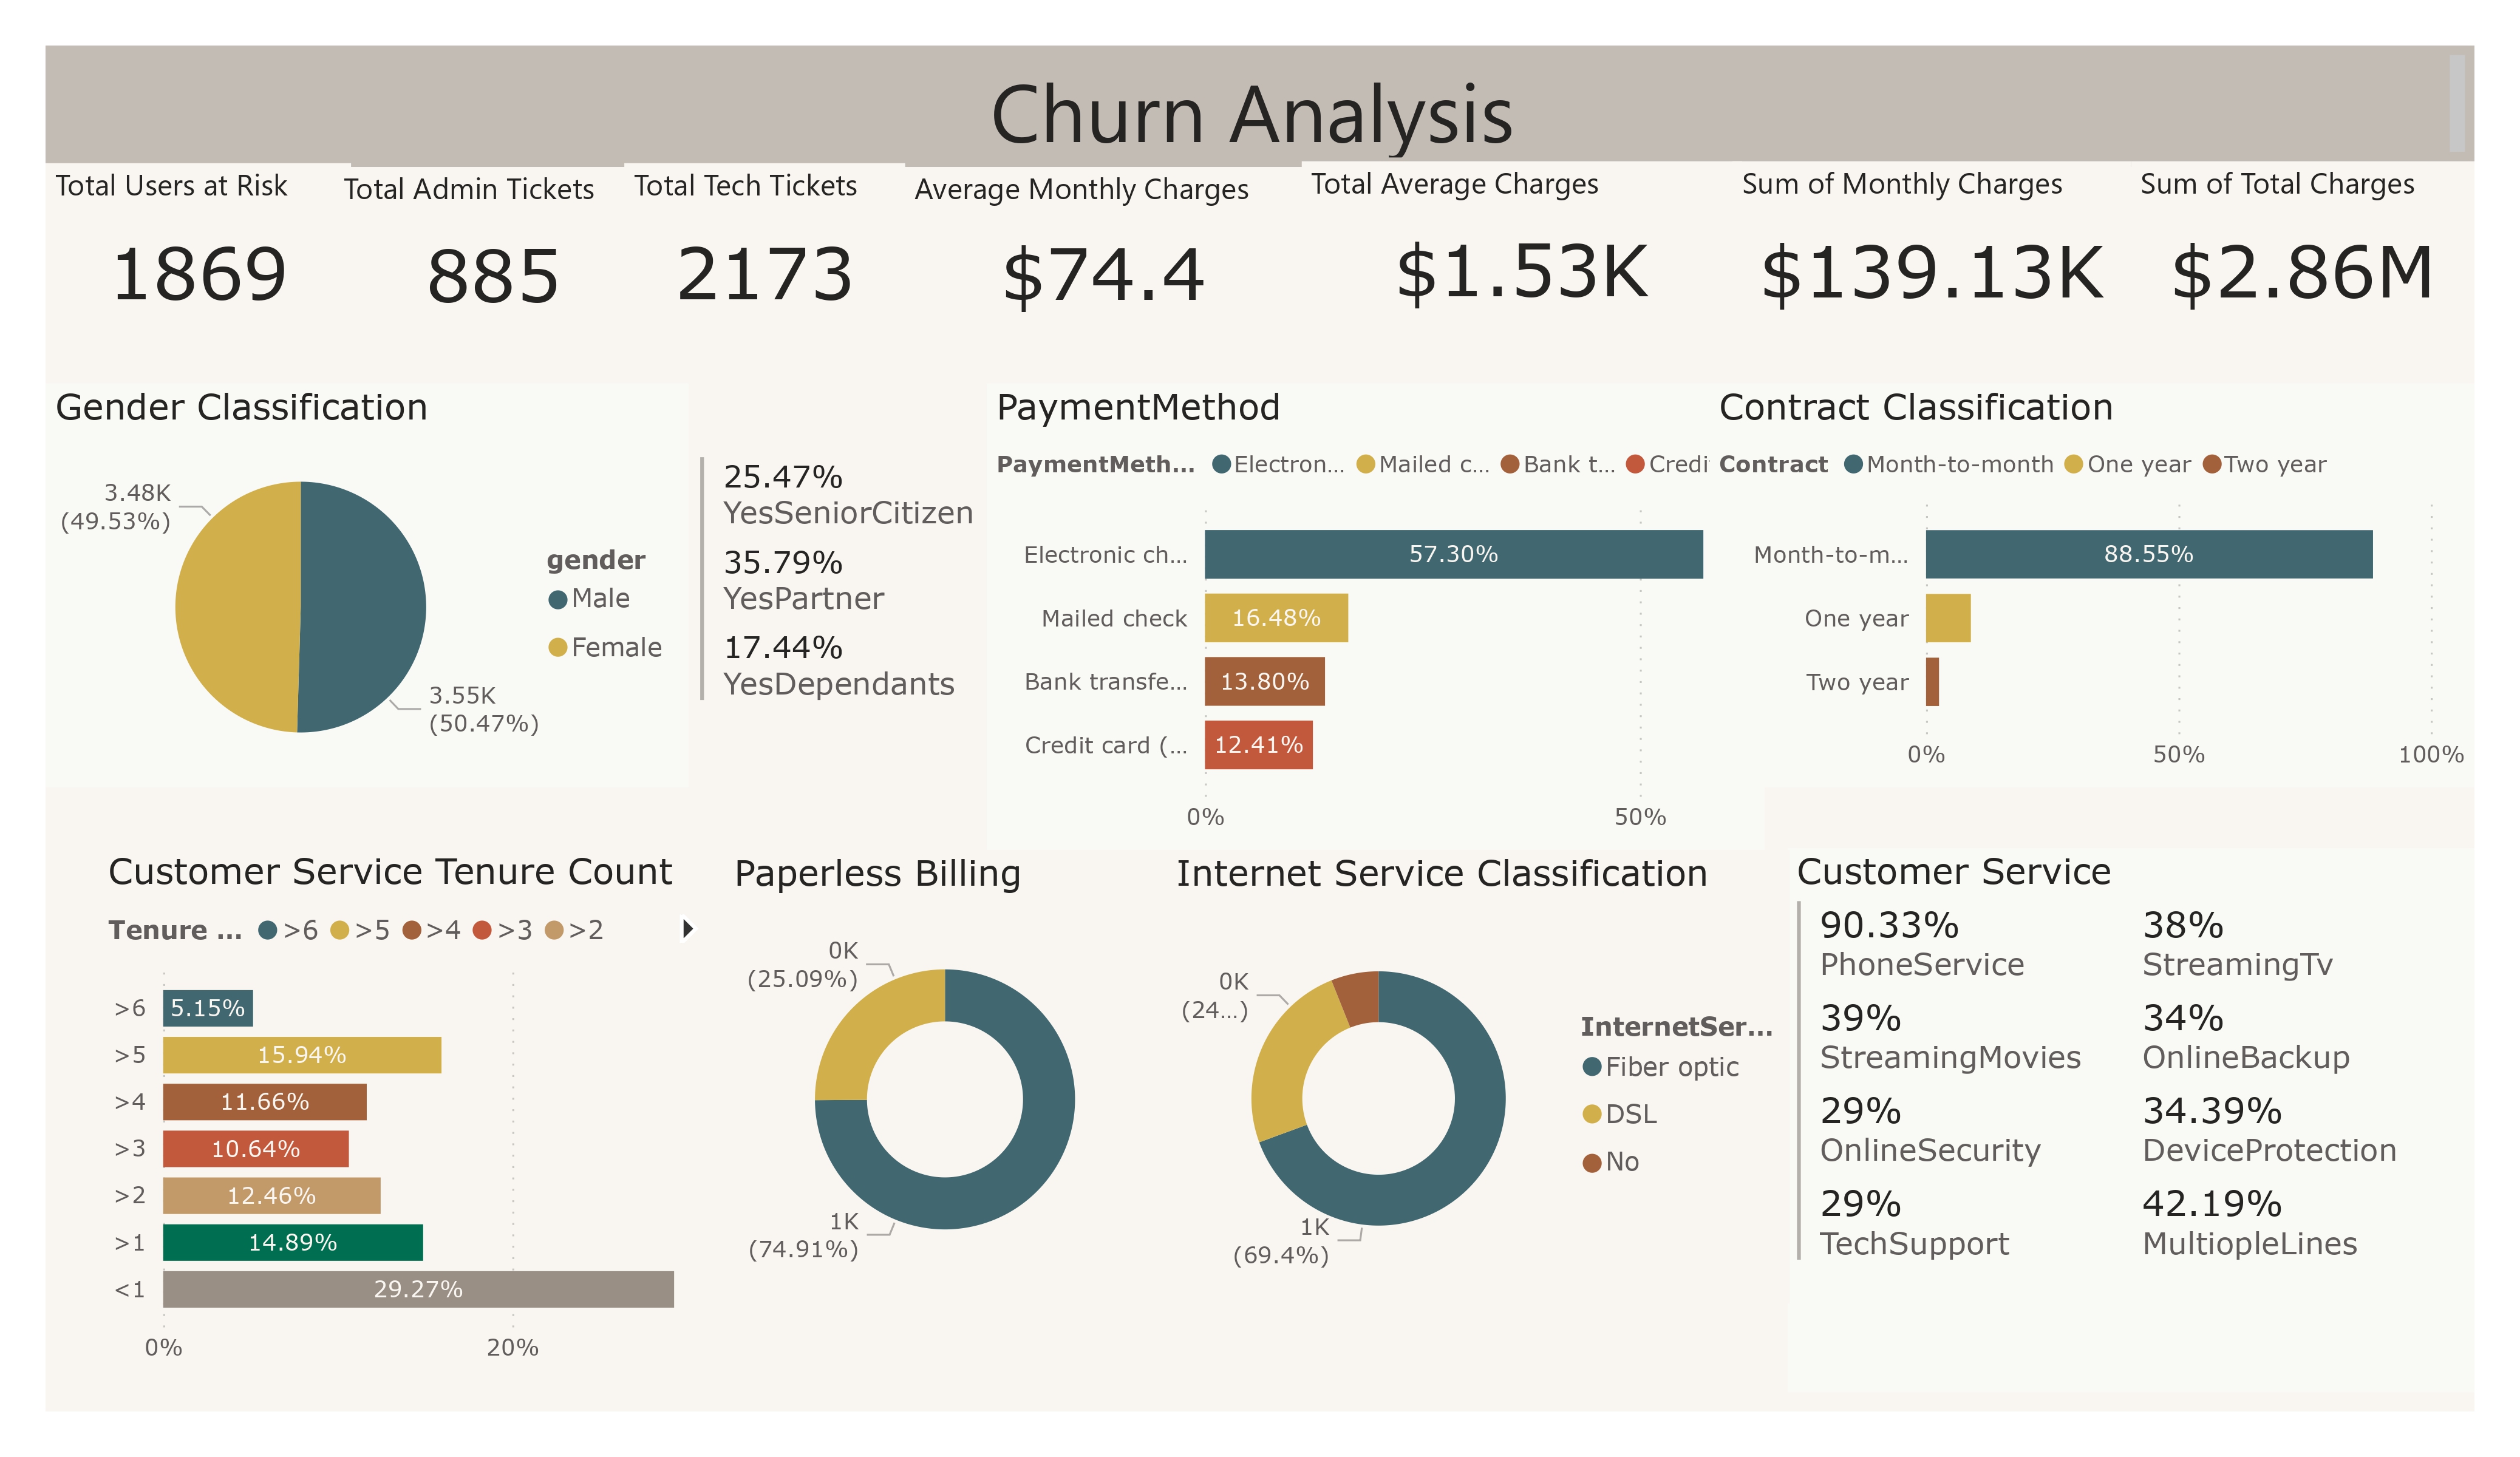 Churn Analysis
Total Users at Risk
1869
Total Admin Tickets
885
Total Tech Tickets
2173
Average Monthly Charges
$74.4
Total Average Charges
$1.53K
Sum of Monthly Charges
$139.13K
Sum of Total Charges
$2.86M
Gender Classification
3.48K
(49.53%)
3.55K
(50.47%)
gender
Male
Female
25.47%
YesSeniorCitizen
35.79%
YesPartner
17.44%
YesDependants
PaymentMethod
PaymentMeth... Electron... Mailed c... Bank t... Credi
Electronic ch... 57.30%
Mailed check 16.48%
Bank transfe... 13.80%
Credit card (... 12.41%
0% 50%
Contract Classification
Contract Month-to-month One year Two year
Month-to-m... 88.55%
One year
Two year
0% 50% 100%
Customer Service Tenure Count
Tenure ... >6 >5 >4 >3 >2
>6 5.15%
>5 15.94%
>4 11.66%
>3 10.64%
>2 12.46%
>1 14.89%
<1 29.27%
0% 20%
Paperless Billing
0K
(25.09%)
1K
(74.91%)
Internet Service Classification
0K
(24...)
1K
(69.4%)
InternetSer...
Fiber optic
DSL
No
Customer Service
90.33% 38%
PhoneService StreamingTv
39% 34%
StreamingMovies OnlineBackup
29% 34.39%
OnlineSecurity DeviceProtection
29% 42.19%
TechSupport MultiopleLines